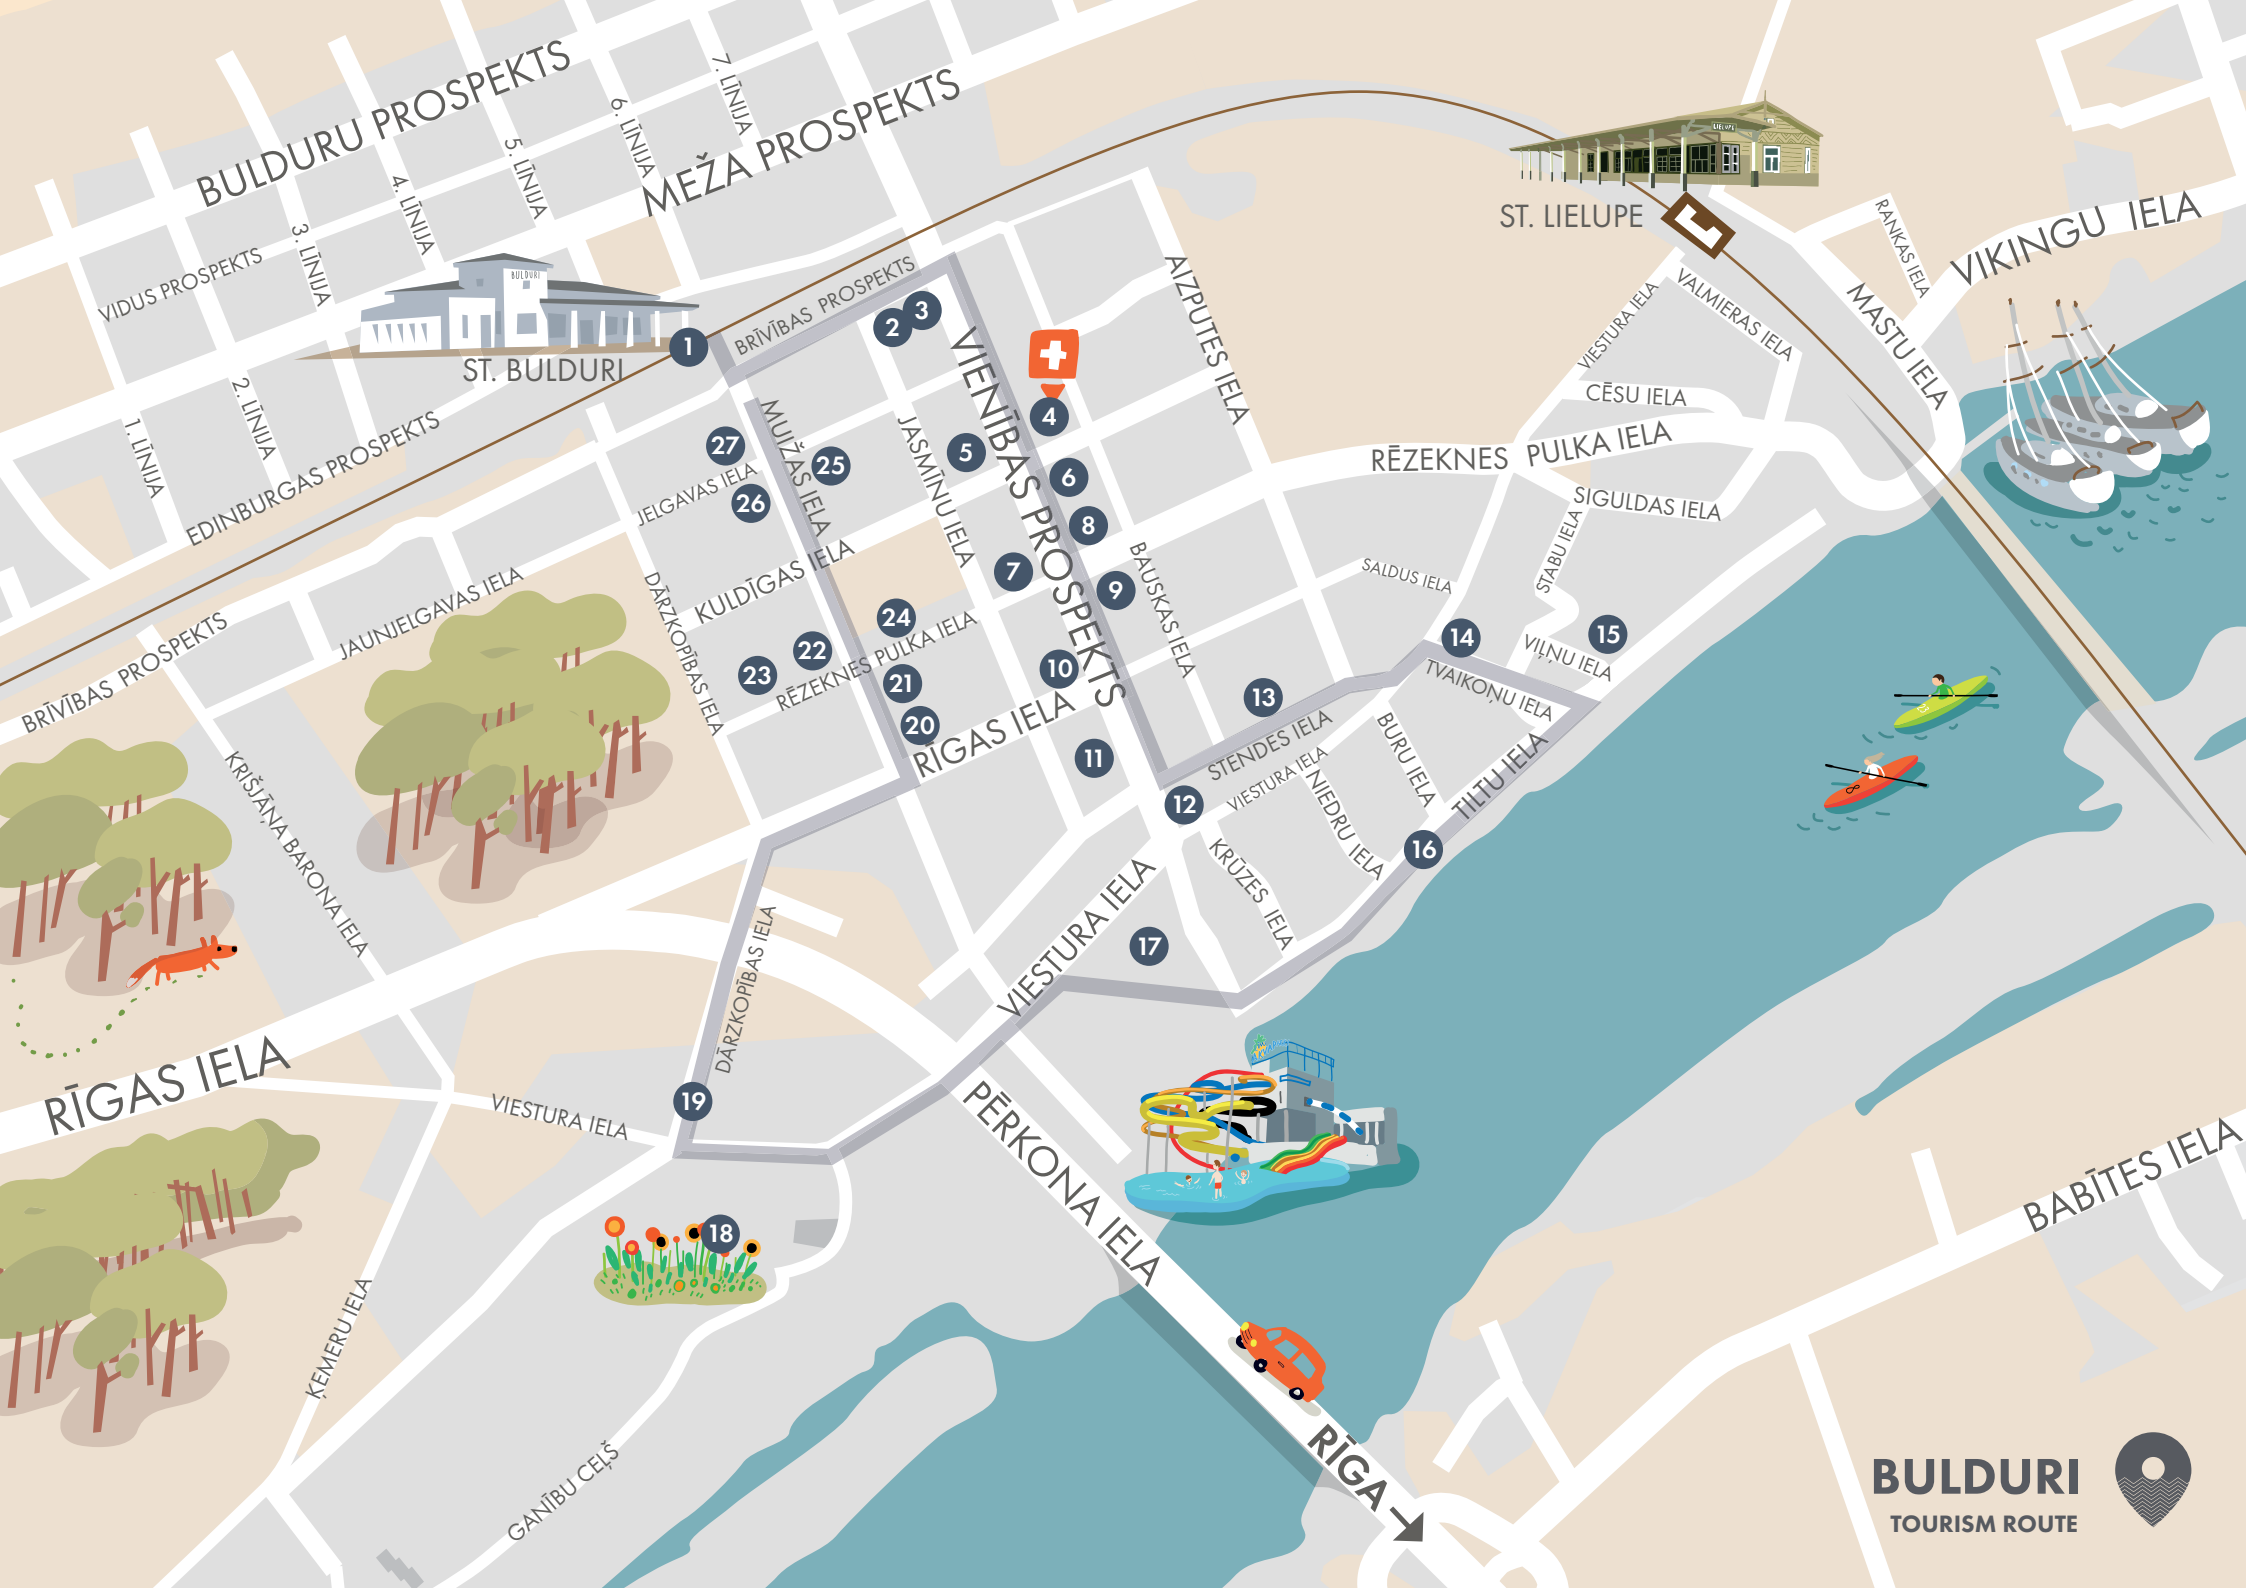 BULDURU PROSPEKTS
7. LĪNIJA
6. LĪNIJA
MEŽA PROSPEKTS
5. LĪNIJA
4. LĪNIJA
3. LĪNIJA
VIDUS PROSPEKTS
BULDURI
ST. BULDURI
1
2. LĪNIJA
1. LĪNIJA
EDINBURGAS PROSPEKTS
BRĪVĪBAS PROSPEKTS
2
3
LIELUPE
ST. LIELUPE
RANKAS IELA
VIKINGU IELA
MASTU IELA
VALMIERAS IELA
VIESTURA IELA
AIZPUTES IELA
VIENĪBAS PROSPEKTS
4
CĒSU IELA
RĒZEKNES PULKA IELA
SIGULDAS IELA
STABU IELA
SALDUS IELA
MUIŽAS IELA
JASMĪNU IELA
27
25
5
JELGAVAS IELA
26
6
8
7
9
BAUSKAS IELA
KULDĪGAS IELA
JAUNJELGAVAS IELA
DĀRZKOPĪBAS IELA
BRĪVĪBAS PROSPEKTS
24
22
23
RĒZEKNES PULKA IELA
21
20
10
RĪGAS IELA
11
12
13
14
15
VIĻŅU IELA
TVAIKOŅU IELA
STENDES IELA
VIESTURA IELA
BURU IELA
NIEDRU IELA
TILTU IELA
16
KRŪZES IELA
23
8
KRIŠJĀŅA BARONA IELA
17
VIESTURA IELA
DĀRZKOPĪBAS IELA
RĪGAS IELA
19
VIESTURA IELA
PĒRKONA IELA
18
ĶEMERU IELA
GANĪBU CEĻŠ
BABĪTES IELA
RĪGA
BULDURI
TOURISM ROUTE